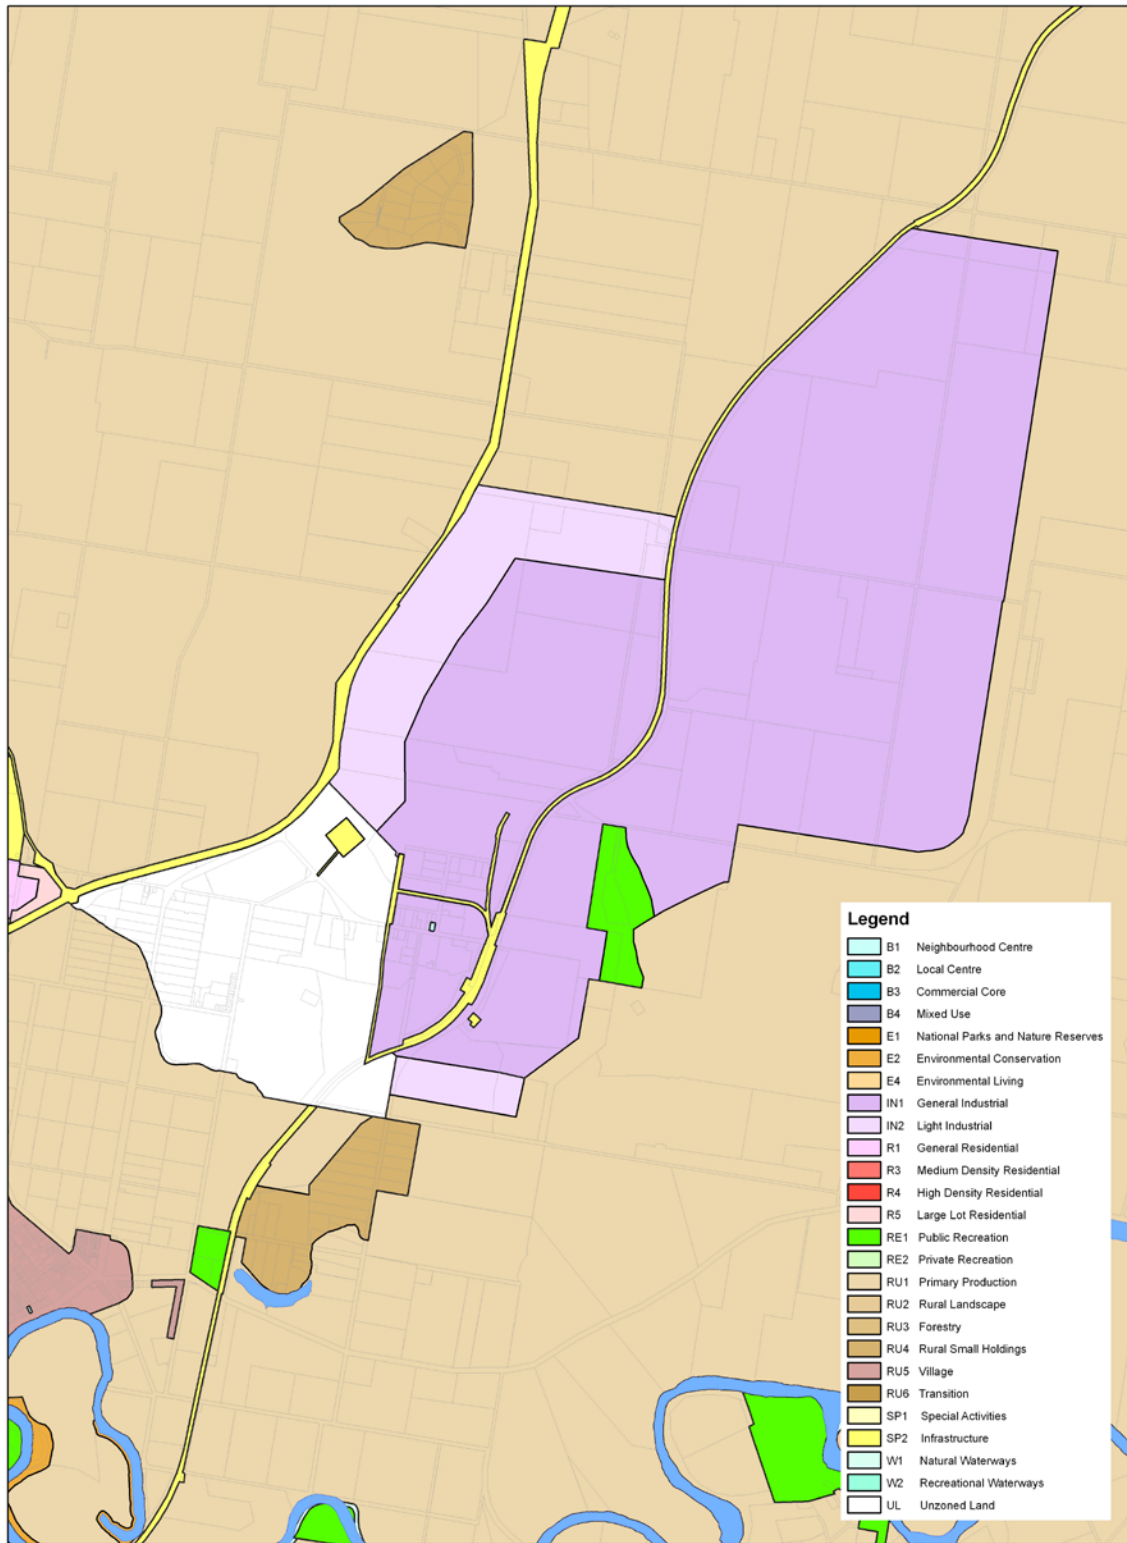 Legend
B1 Neighbourhood Centre
B2 Local Centre
B3 Commercial Core
B4 Mixed Use
E1 National Parks and Nature Reserves
E2 Environmental Conservation
E4 Environmental Living
IN1 General Industrial
IN2 Light Industrial
R1 General Residential
R3 Medium Density Residential
R4 High Density Residential
R5 Large Lot Residential
RE1 Public Recreation
RE2 Private Recreation
RU1 Primary Production
RU2 Rural Landscape
RU3 Forestry
RU4 Rural Small Holdings
RU5 Village
RU6 Transition
SP1 Special Activities
SP2 Infrastructure
W1 Natural Waterways
W2 Recreational Waterways
UL Unzoned Land